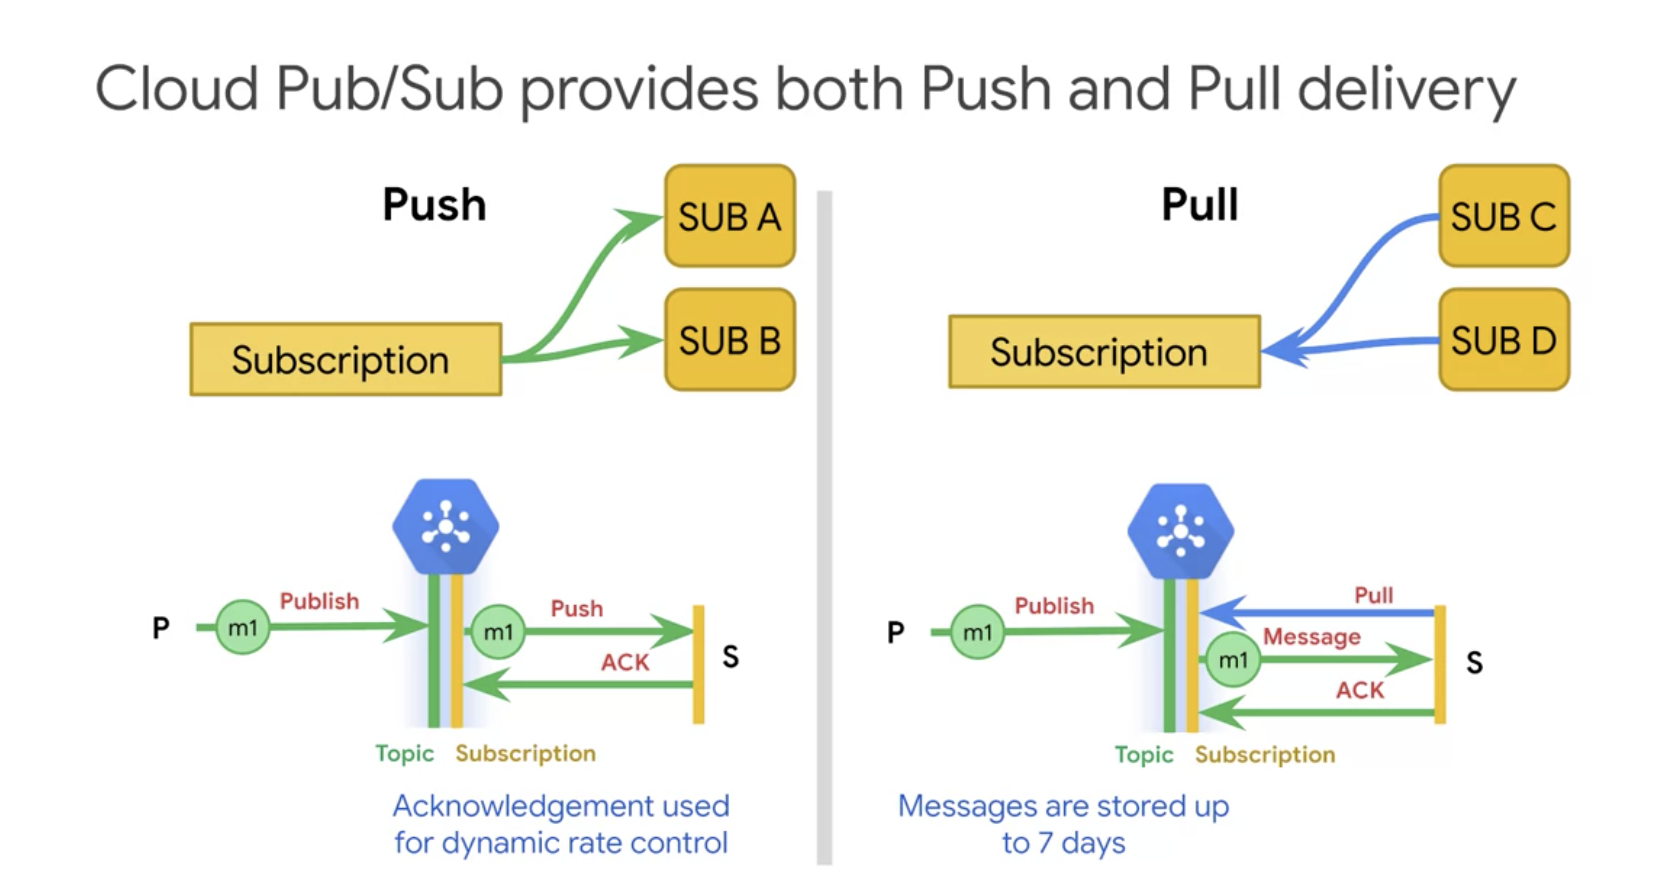 Cloud Pub/Sub provides both Push and Pull delivery
Push
SUB A
SUB B
Subscription
P
m1
Publish
m1
Push
ACK
S
Topic
Subscription
Acknowledgement used
for dynamic rate control
Pull
SUB C
SUB D
Subscription
P
m1
Publish
Pull
m1
Message
ACK
S
Topic
Subscription
Messages are stored up
to 7 days